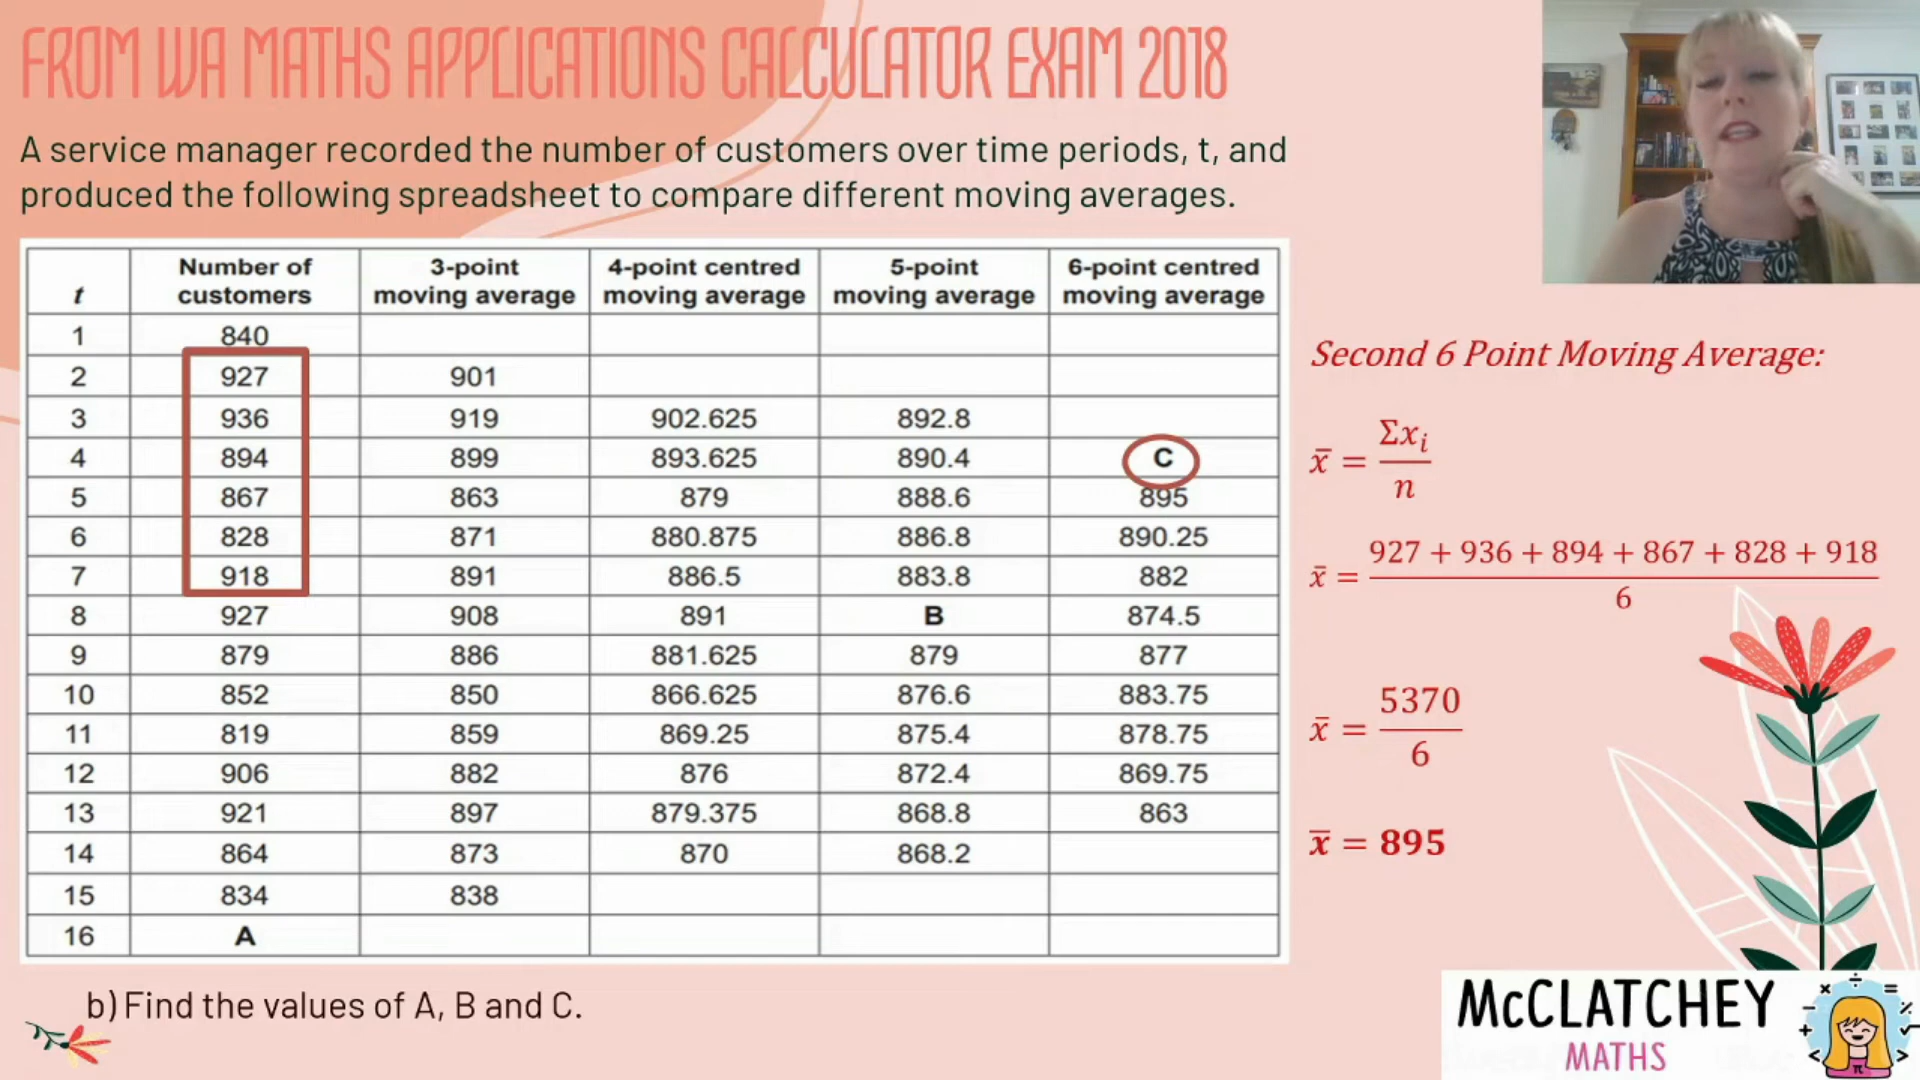 FROM WA MATHS APPLICATIONS CALCULATOR EXAM 2018
A service manager recorded the number of customers over time periods, t, and
produced the following spreadsheet to compare different moving averages.
t Number of customers 3-point moving average 4-point centred moving average 5-point moving average 6-point centred moving average
1 840
2 927 901
3 936 919 902.625 892.8
4 894 899 893.625 890.4 C
5 867 863 879 888.6 895
6 828 871 880.875 886.8 890.25
7 918 891 886.5 883.8 882
8 927 908 891 B 874.5
9 879 886 881.625 879 877
10 852 850 866.625 876.6 883.75
11 819 859 869.25 875.4 878.75
12 906 882 876 872.4 869.75
13 921 897 879.375 868.8 863
14 864 873 870 868.2
15 834 838
16 A
b) Find the values of A, B and C.
Second 6 Point Moving Average:
x̄ = Σxᵢ / n
x̄ = 927 + 936 + 894 + 867 + 828 + 918 / 6
x̄ = 5370 / 6
x̄ = 895
McCLATCHEY
MATHS